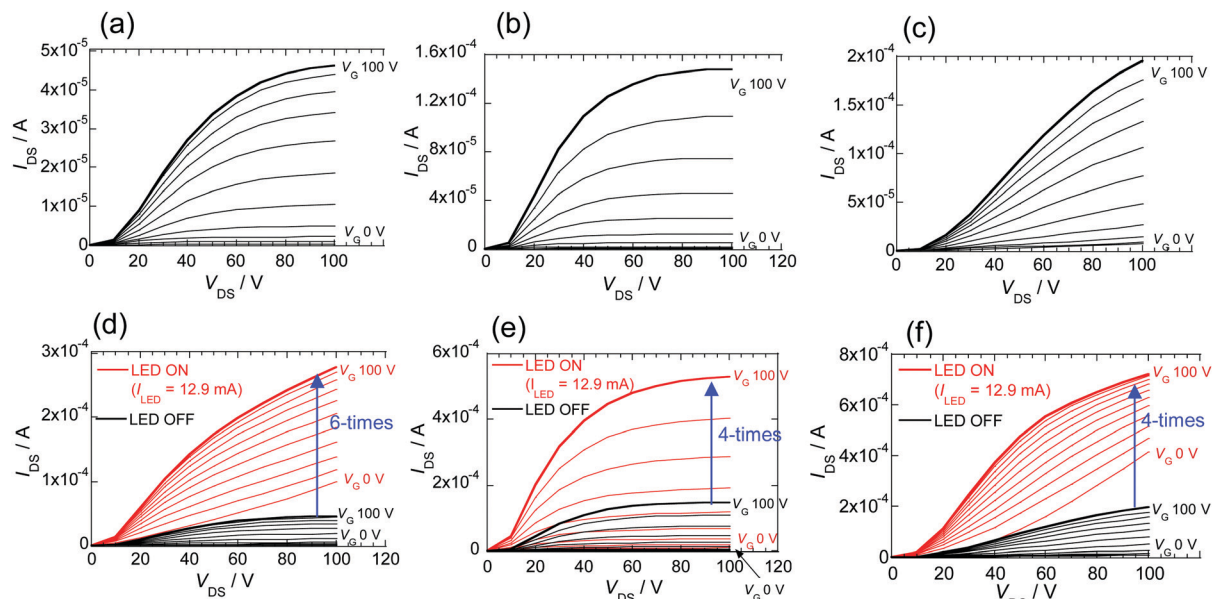 (a)
5x10⁻⁵
4x10⁻⁵
3x10⁻⁵
2x10⁻⁵
1x10⁻⁵
0
I_DS / A
V_G 100 V
V_G 0 V
0 20 40 60 80 100
V_DS / V
(b)
1.6x10⁻⁴
1.2x10⁻⁴
8x10⁻⁵
4x10⁻⁵
0
I_DS / A
V_G 100 V
V_G 0 V
0 20 40 60 80 100 120
V_DS / V
(c)
2x10⁻⁴
2x10⁻⁴
1x10⁻⁴
5x10⁻⁵
0
I_DS / A
V_G 100 V
V_G 0 V
0 20 40 60 80 100
V_DS / V
(d)
3x10⁻⁴
2x10⁻⁴
1x10⁻⁴
0
I_DS / A
LED ON
(I_LED = 12.9 mA)
LED OFF
V_G 100 V
6-times
V_G 0 V
V_G 100 V
V_G 0 V
0 20 40 60 80 100
V_DS / V
(e)
6x10⁻⁴
4x10⁻⁴
2x10⁻⁴
0
I_DS / A
LED ON
(I_LED = 12.9 mA)
LED OFF
V_G 100 V
4-times
V_G 100 V
V_G 0 V
V_G 0 V
0 20 40 60 80 100
V_DS / V
(f)
8x10⁻⁴
6x10⁻⁴
4x10⁻⁴
2x10⁻⁴
0
I_DS / A
LED ON
(I_LED = 12.9 mA)
LED OFF
V_G 100 V
4-times
V_G 0 V
V_G 100 V
V_G 0 V
0 20 40 60 80 100
V_DS / V